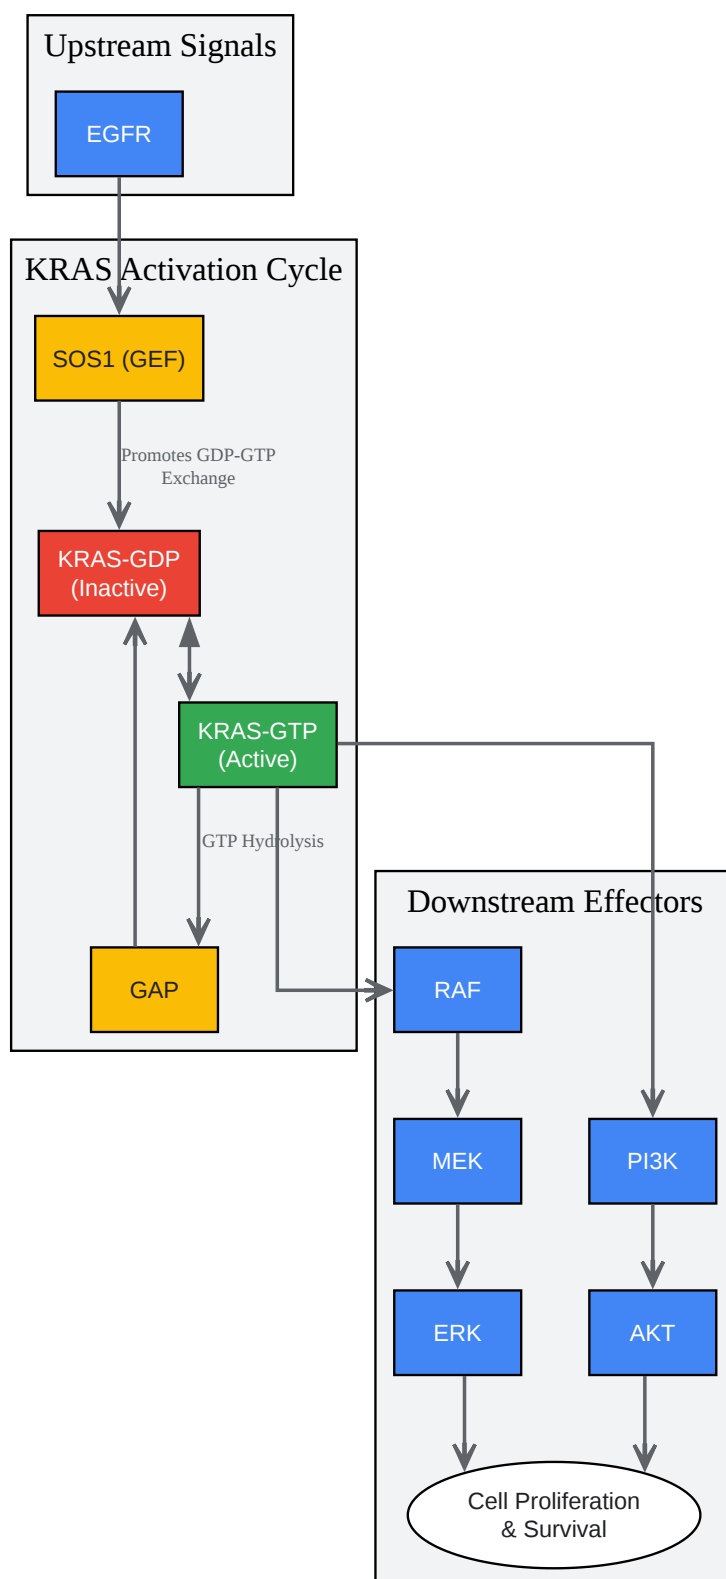 Upstream Signals
EGFR
KRAS Activation Cycle
SOS1 (GEF)
Promotes GDP-GTP
Exchange
KRAS-GDP
(Inactive)
KRAS-GTP
(Active)
GTP Hydrolysis
Downstream Effectors
GAP
RAF
MEK
PI3K
ERK
AKT
Cell Proliferation
& Survival